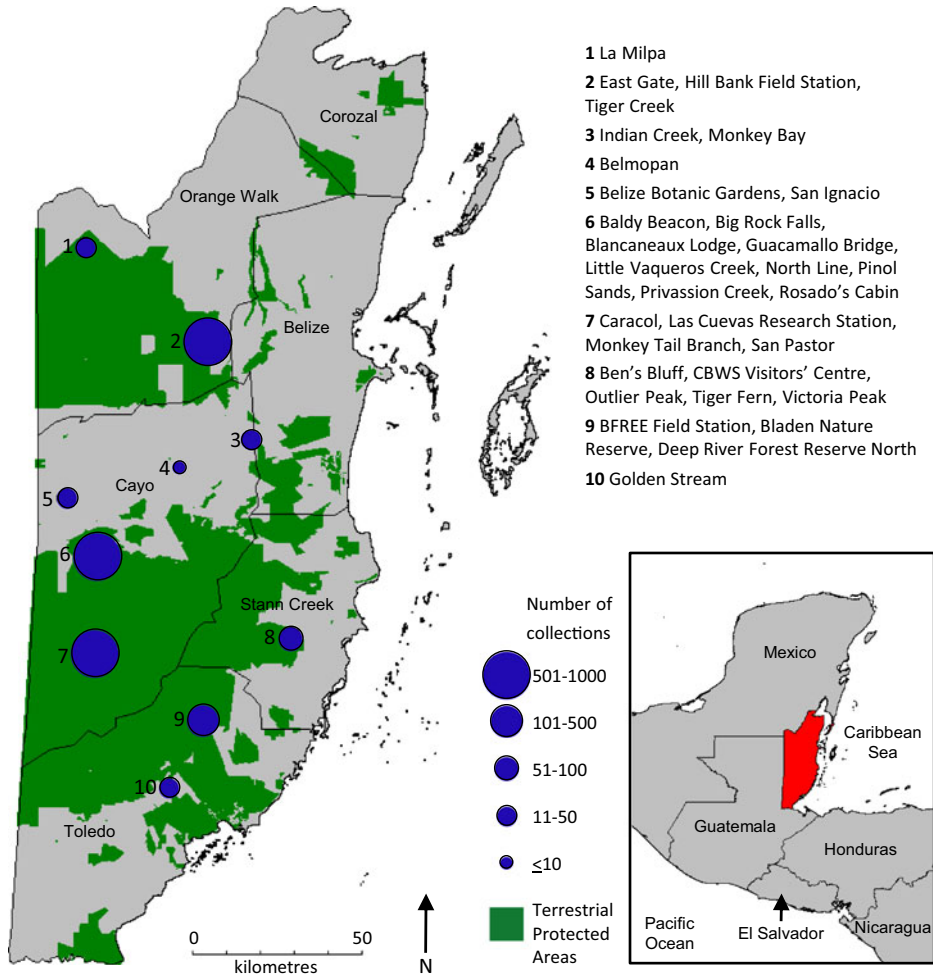 Corozal
Orange Walk
1
2
Belize
3
4
Cayo
5
6
Stann Creek
8
7
9
10
Toledo
0 50
kilometres
N
1 La Milpa
2 East Gate, Hill Bank Field Station,
Tiger Creek
3 Indian Creek, Monkey Bay
4 Belmopan
5 Belize Botanic Gardens, San Ignacio
6 Baldy Beacon, Big Rock Falls,
Blancaneaux Lodge, Guacamallo Bridge,
Little Vaqueros Creek, North Line, Pinol
Sands, Privassion Creek, Rosado's Cabin
7 Caracol, Las Cuevas Research Station,
Monkey Tail Branch, San Pastor
8 Ben's Bluff, CBWS Visitors' Centre,
Outlier Peak, Tiger Fern, Victoria Peak
9 BFREE Field Station, Bladen Nature
Reserve, Deep River Forest Reserve North
10 Golden Stream
Number of
collections
501-1000
101-500
51-100
11-50
≤10
Terrestrial
Protected
Areas
Mexico
Caribbean
Sea
Guatemala
Honduras
Pacific
Ocean
El Salvador
Nicaragua